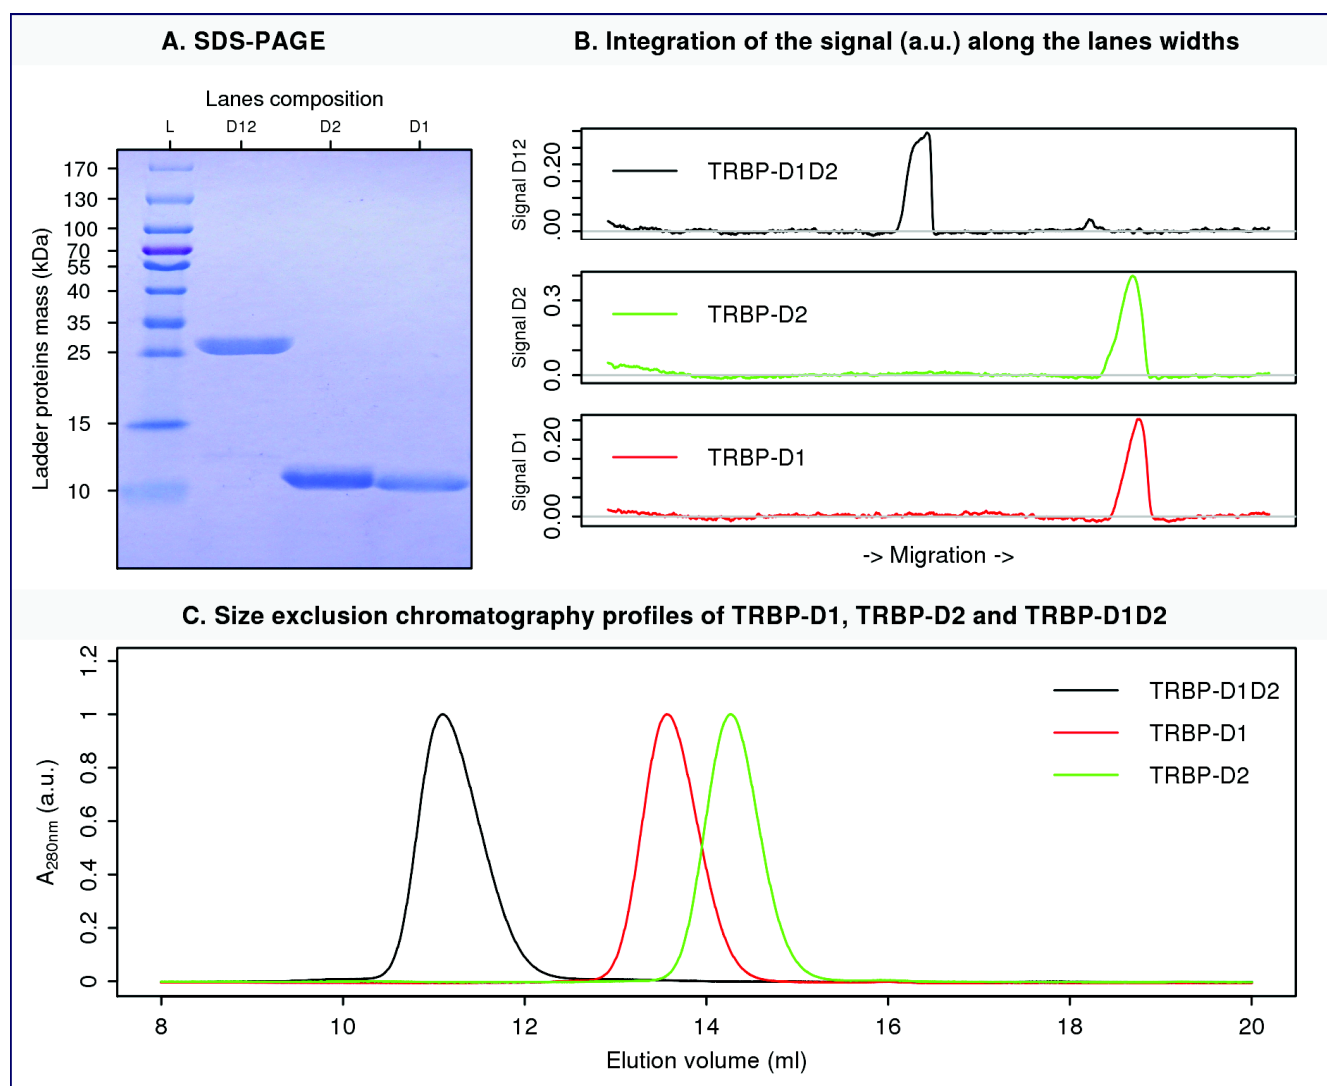 A. SDS-PAGE
B. Integration of the signal (a.u.) along the lanes widths
Lanes composition
L D12 D2 D1
Ladder proteins mass (kDa)
170
130
100
70
55
40
35
25
15
10
Signal D12
0.20
.00
TRBP-D1D2
Signal D2
0.3
0.0
TRBP-D2
Signal D1
0.20
0.00
TRBP-D1
-> Migration ->
C. Size exclusion chromatography profiles of TRBP-D1, TRBP-D2 and TRBP-D1D2
A280nm (a.u.)
1.2
1
0.8
0.6
0.4
0.2
0
TRBP-D1D2
TRBP-D1
TRBP-D2
8 10 12 14 16 18 20
Elution volume (ml)